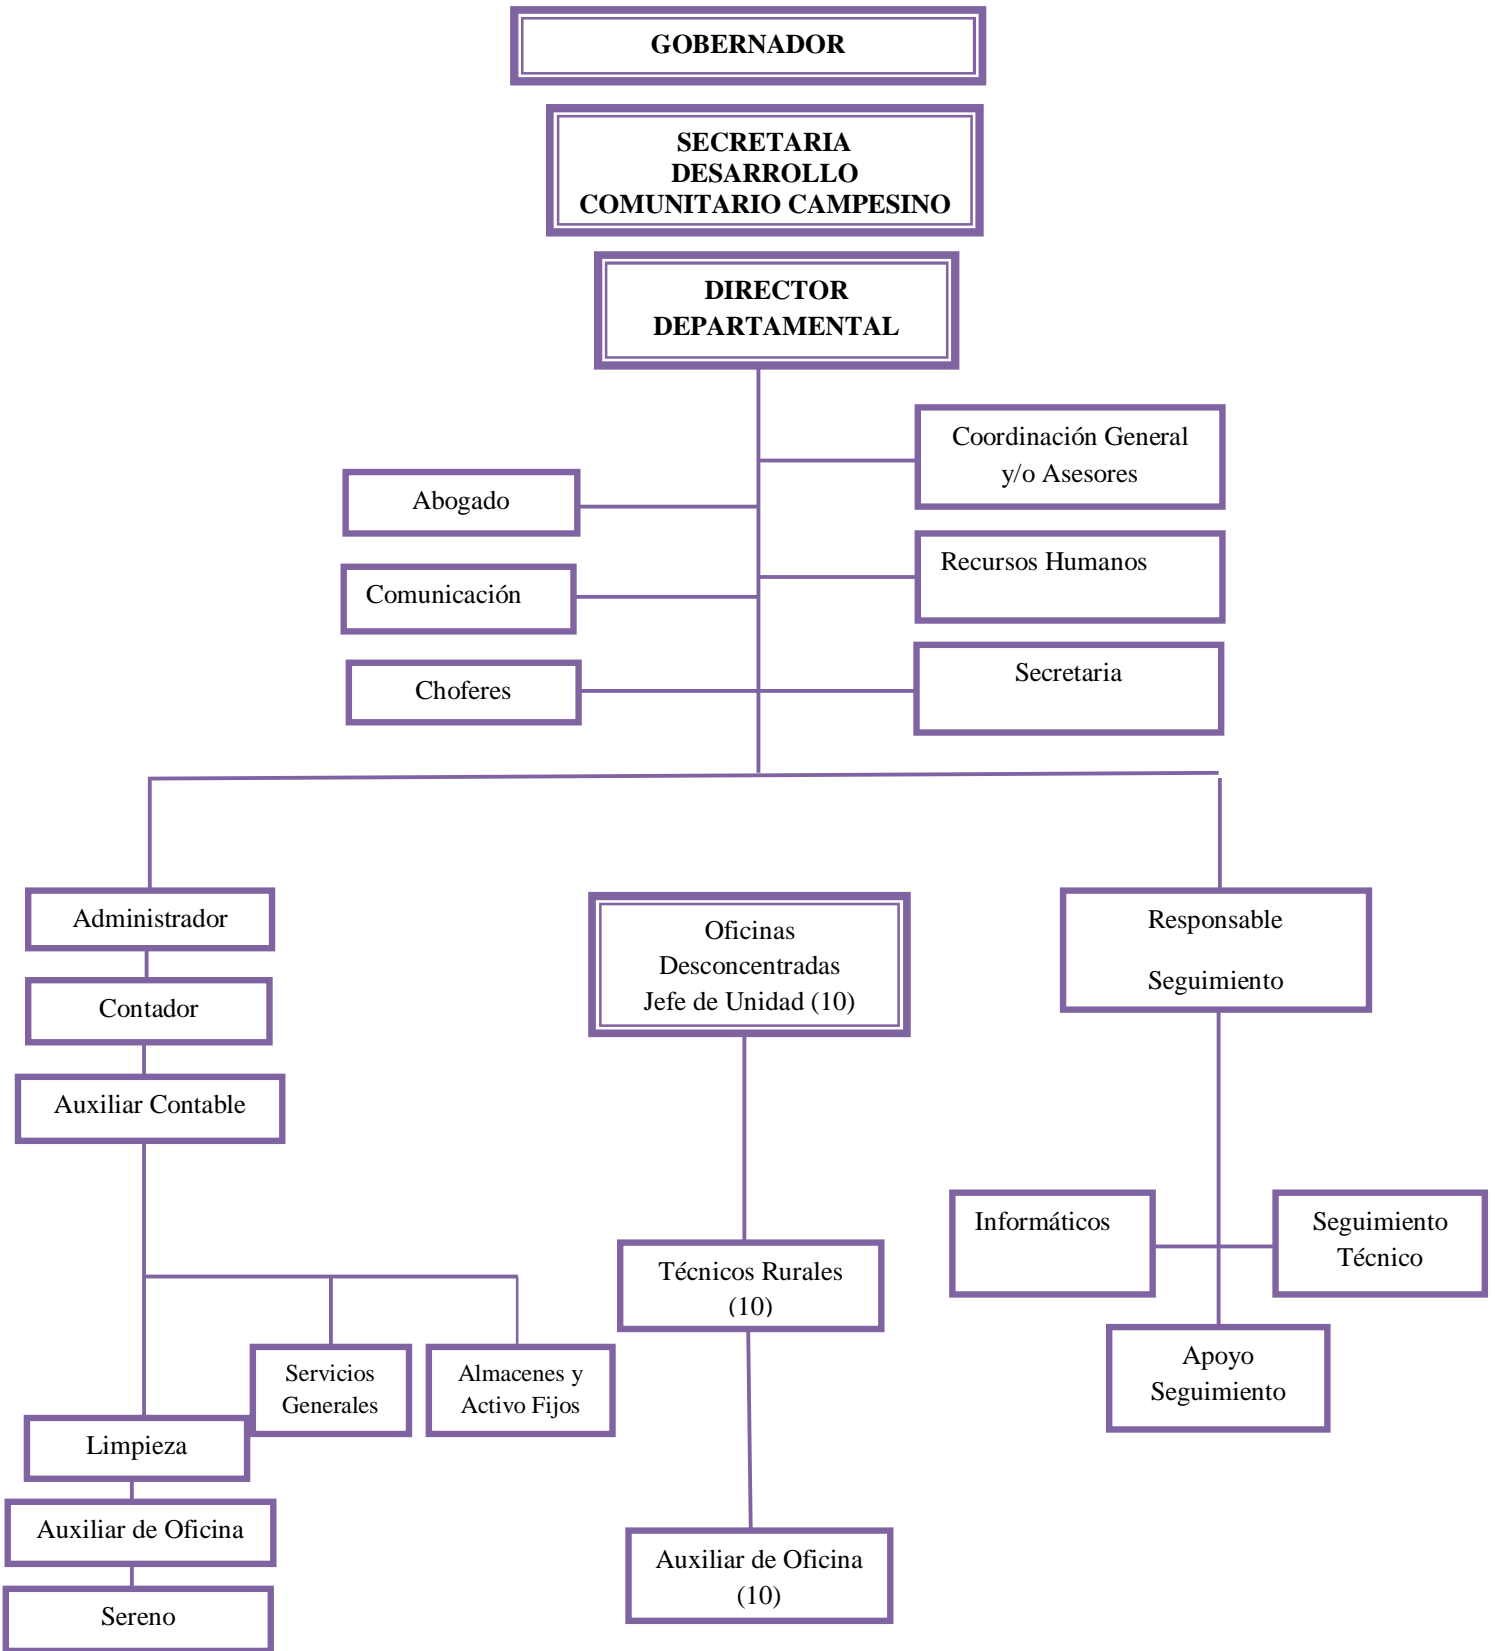 GOBERNADOR
SECRETARIA
DESARROLLO
COMUNITARIO CAMPESINO
DIRECTOR
DEPARTAMENTAL
Coordinación General
y/o Asesores
Abogado
Recursos Humanos
Comunicación
Secretaria
Choferes
Administrador
Contador
Auxiliar Contable
Oficinas
Desconcentradas
Jefe de Unidad (10)
Responsable
Seguimiento
Informáticos
Seguimiento
Técnico
Técnicos Rurales
(10)
Apoyo
Seguimiento
Servicios
Generales
Almacenes y
Activo Fijos
Limpieza
Auxiliar de Oficina
Sereno
Auxiliar de Oficina
(10)